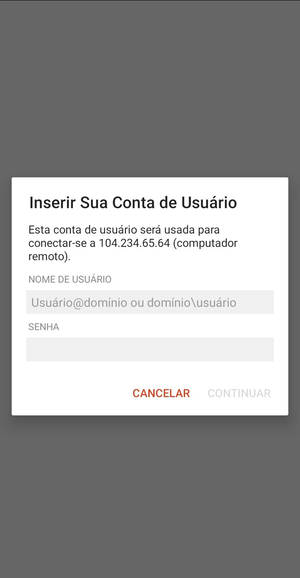 Inserir Sua Conta de Usuário
Esta conta de usuário será usada para
conectar-se a 104.234.65.64 (computador
remoto).
NOME DE USUÁRIO
Usuário@domínio ou domínio\usuário
SENHA
CANCELAR CONTINUAR